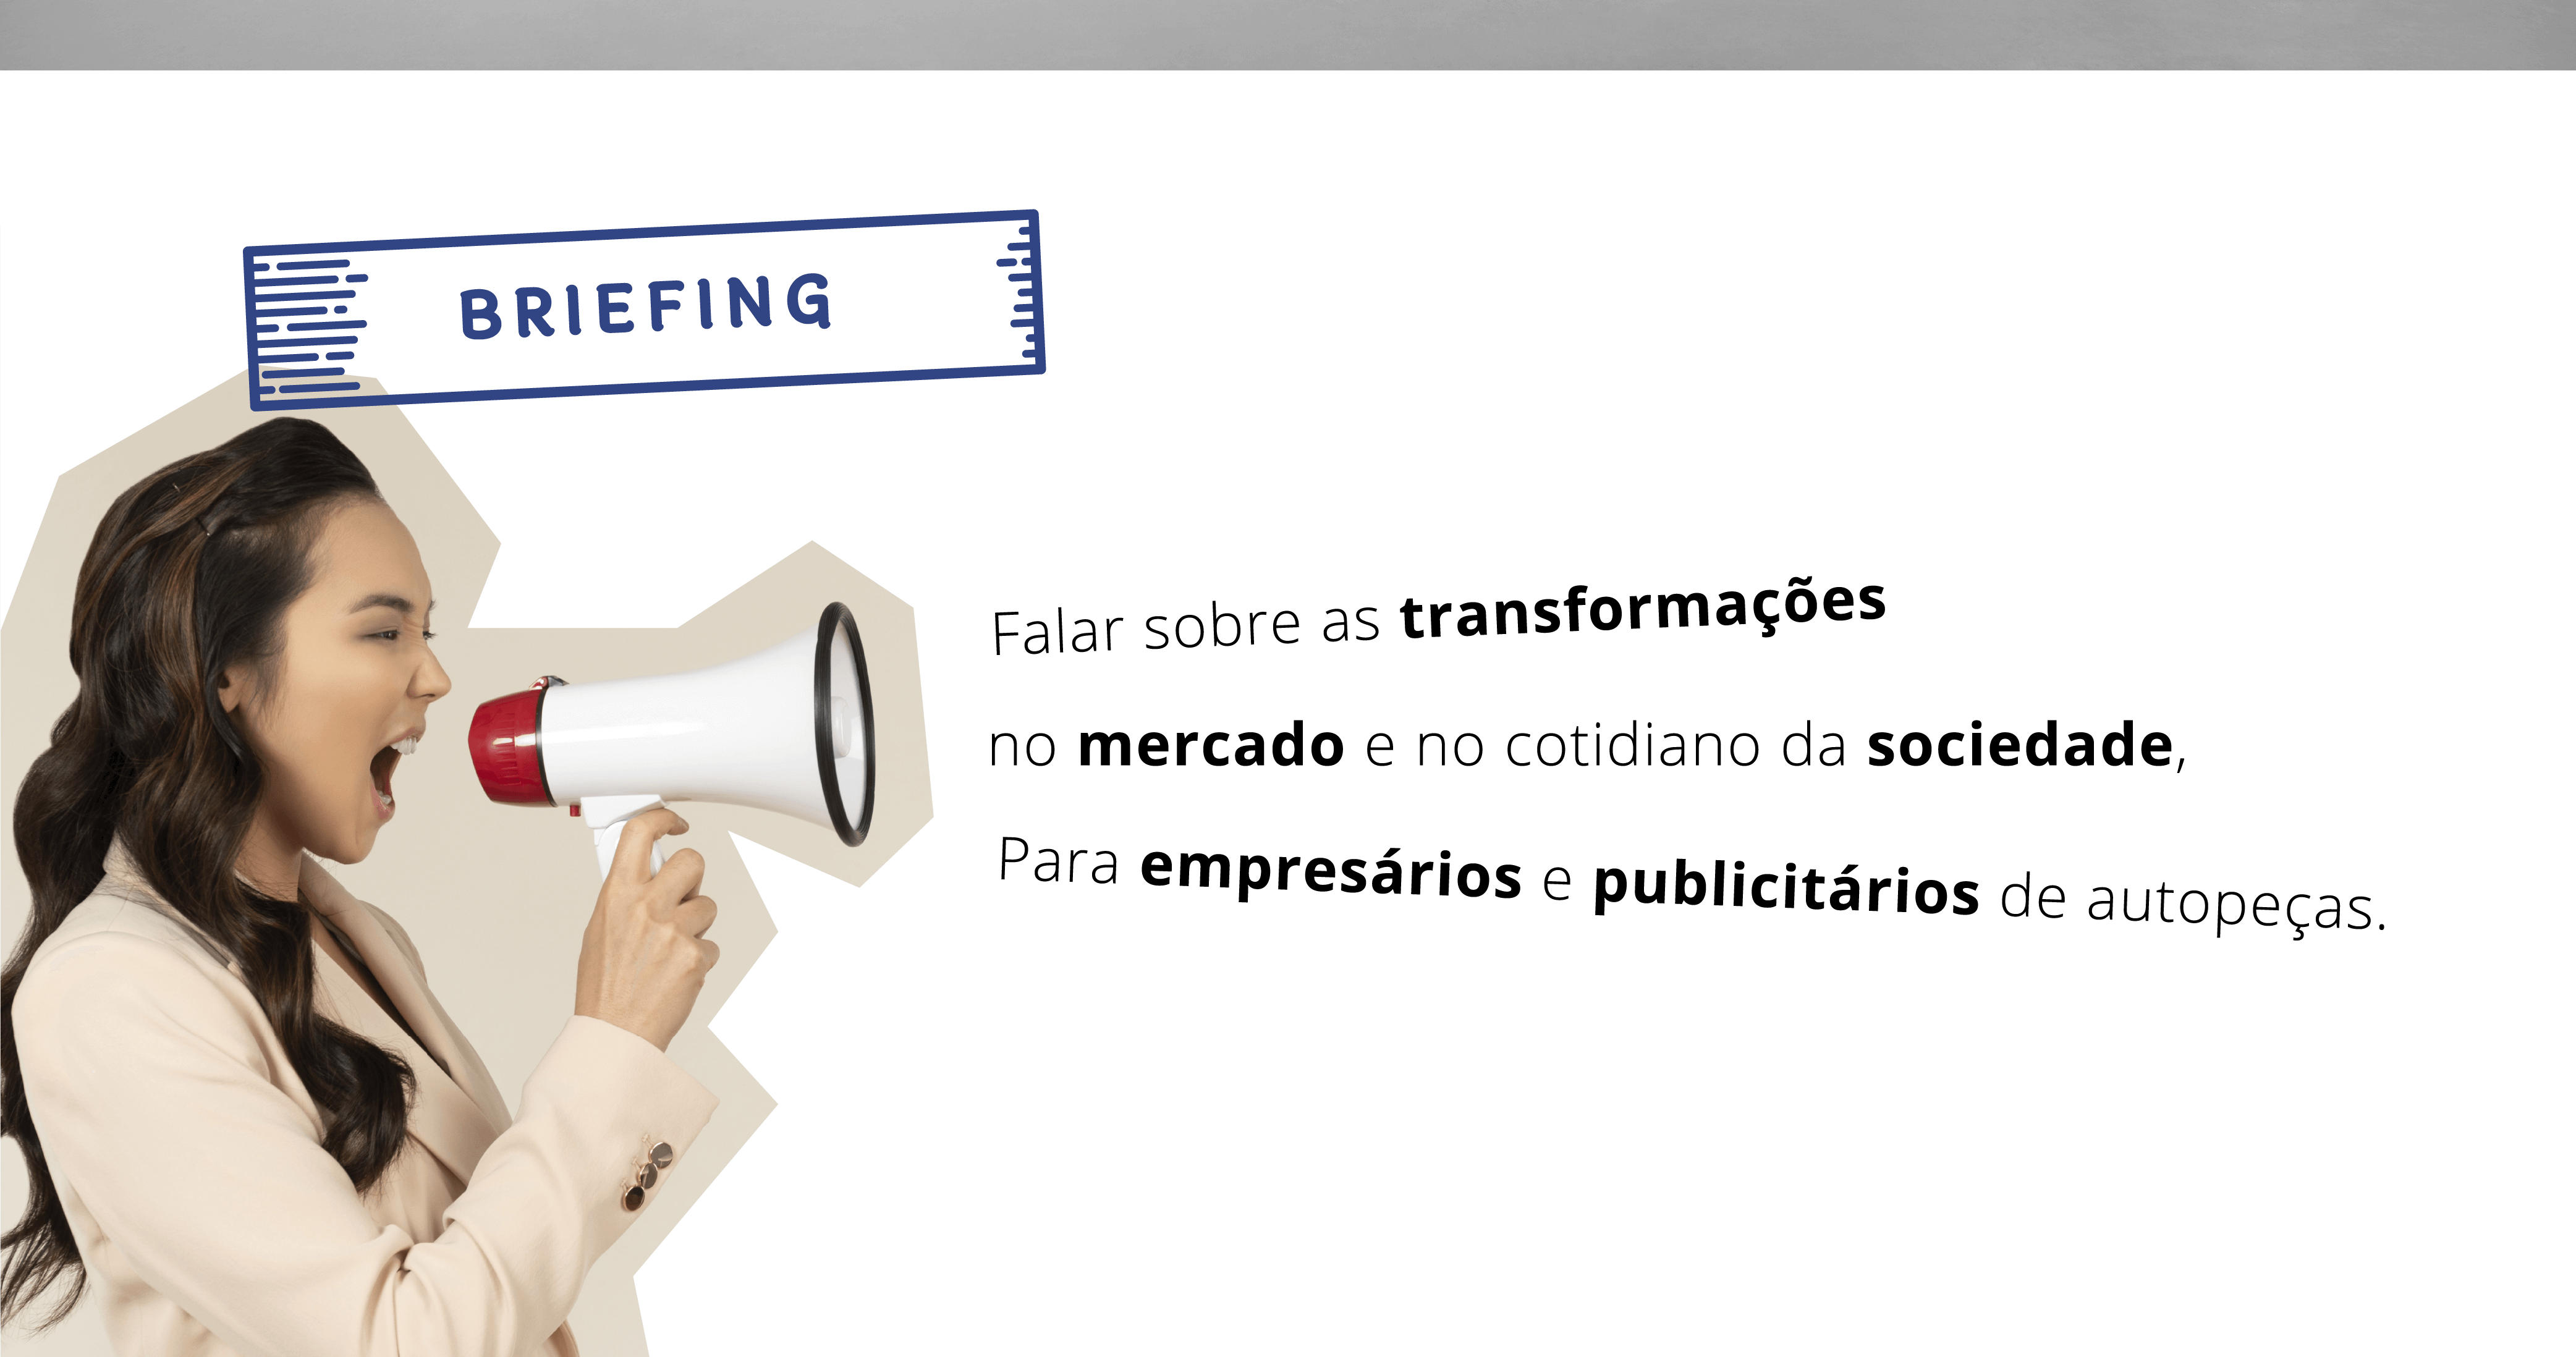 BRIEFING
Falar sobre as transformações
no mercado e no cotidiano da sociedade,
Para empresários e publicitários de autopeças.